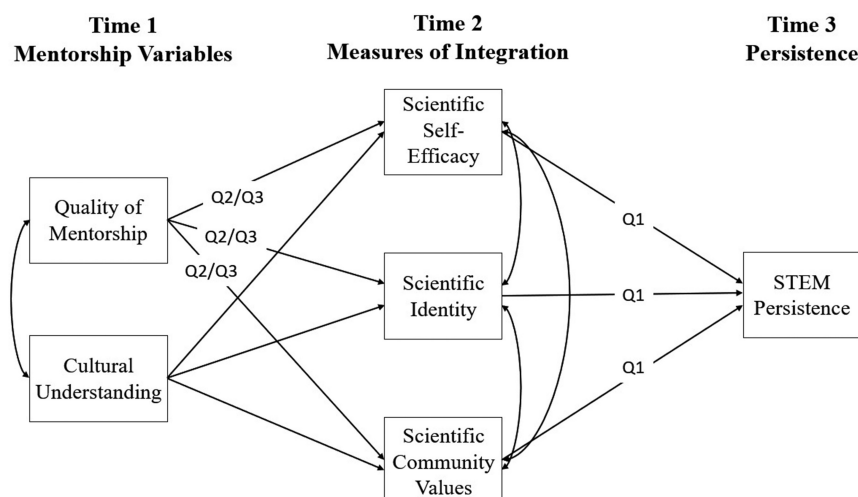 Time 1
Mentorship Variables
Time 2
Measures of Integration
Time 3
Persistence
Scientific
Self-
Efficacy
Quality of
Mentorship
Q2/Q3
Q2/Q3
Q2/Q3
Q1
Scientific
Identity
Q1
STEM
Persistence
Cultural
Understanding
Q1
Scientific
Community
Values